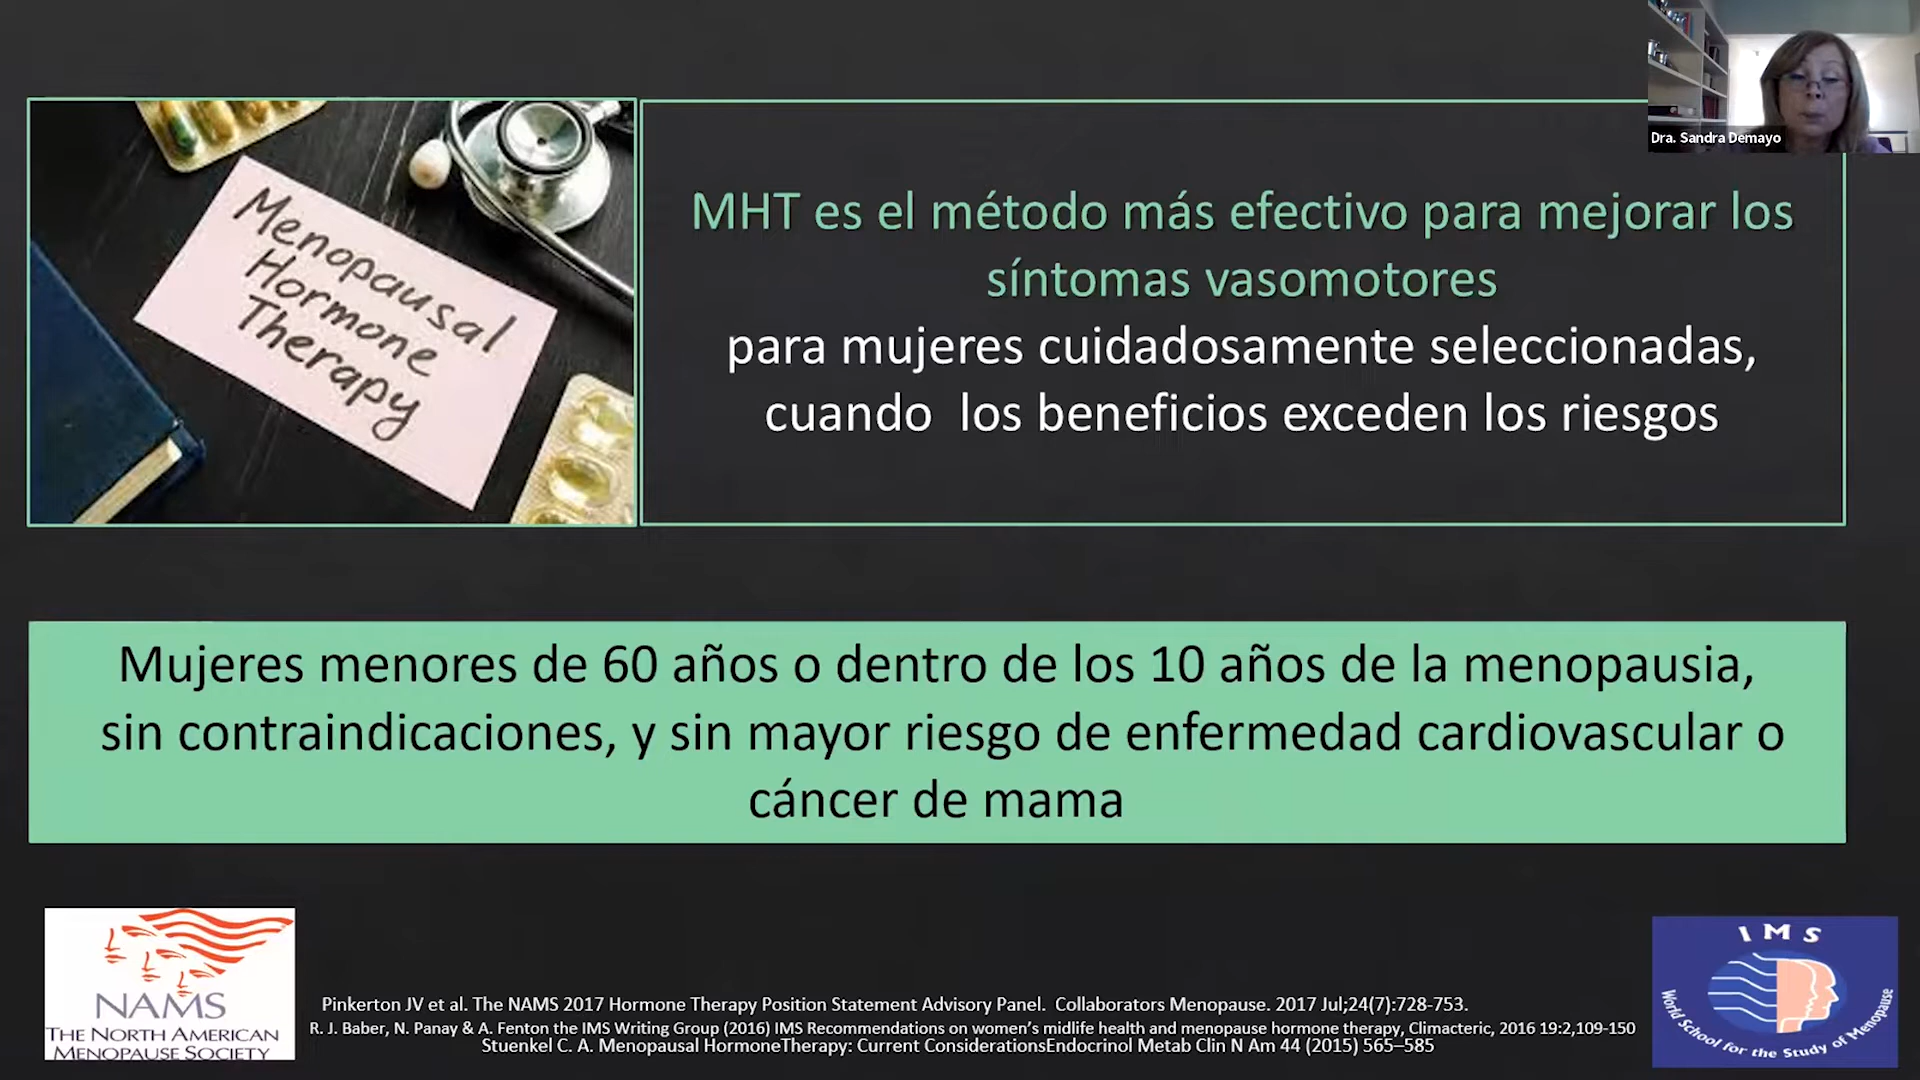 Dra. Sandra Demayo
Menopausal
Hormone
Therapy
MHT es el método más efectivo para mejorar los
síntomas vasomotores
para mujeres cuidadosamente seleccionadas,
cuando  los beneficios exceden los riesgos
Mujeres menores de 60 años o dentro de los 10 años de la menopausia,
sin contraindicaciones, y sin mayor riesgo de enfermedad cardiovascular o
cáncer de mama
NAMS
THE NORTH AMERICAN
MENOPAUSE SOCIETY
Pinkerton JV et al. The NAMS 2017 Hormone Therapy Position Statement Advisory Panel.  Collaborators Menopause. 2017 Jul;24(7):728-753.
R. J. Baber, N. Panay & A. Fenton the IMS Writing Group (2016) IMS Recommendations on women's midlife health and menopause hormone therapy, Climacteric, 2016 19:2,109-150
Stuenkel C. A. Menopausal HormoneTherapy: Current ConsiderationsEndocrinol Metab Clin N Am 44 (2015) 565–585
IMS
World School for the Study of Menopause